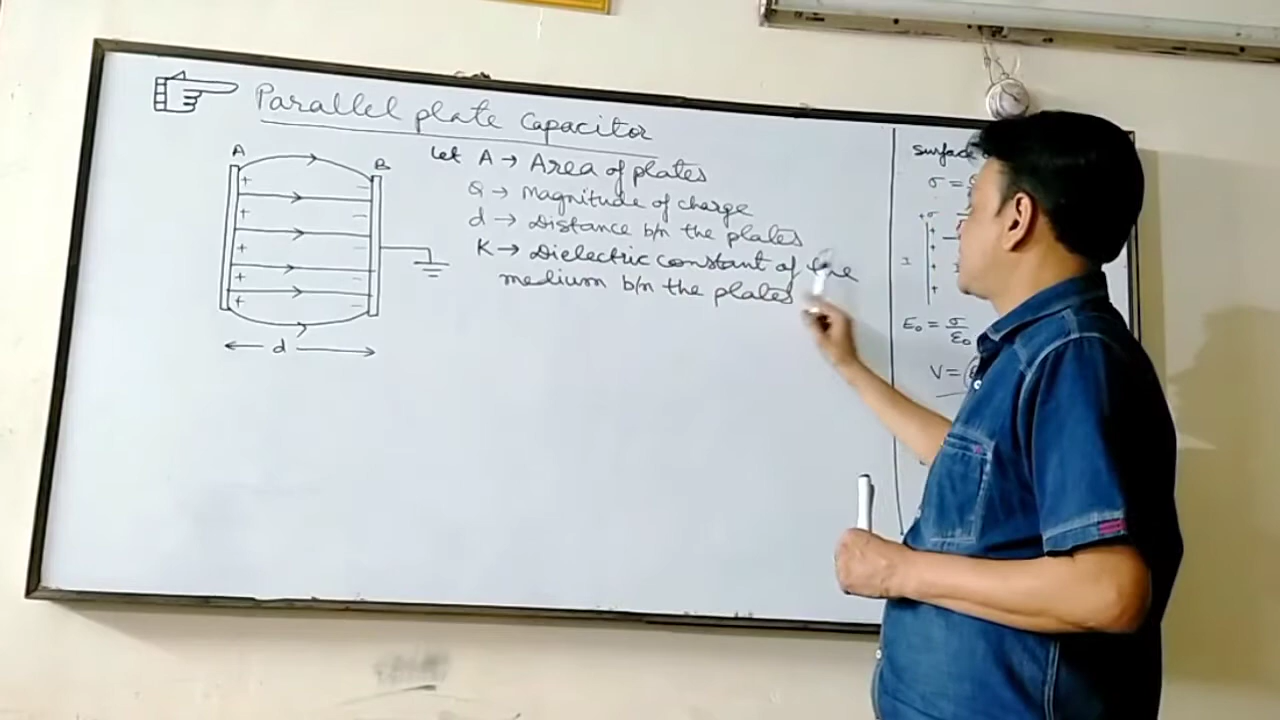 Parallel plate capacitor
A
B
+ -
+ -
+ -
+
+ -
d
Let A → Area of plates
Q → Magnitude of charge
d → Distance b/n the plates
K → Dielectric constant of the
medium b/n the plates
Surface
σ =
+σ
+
+
+
+
+
I
E₀ = σ/ε₀
V =